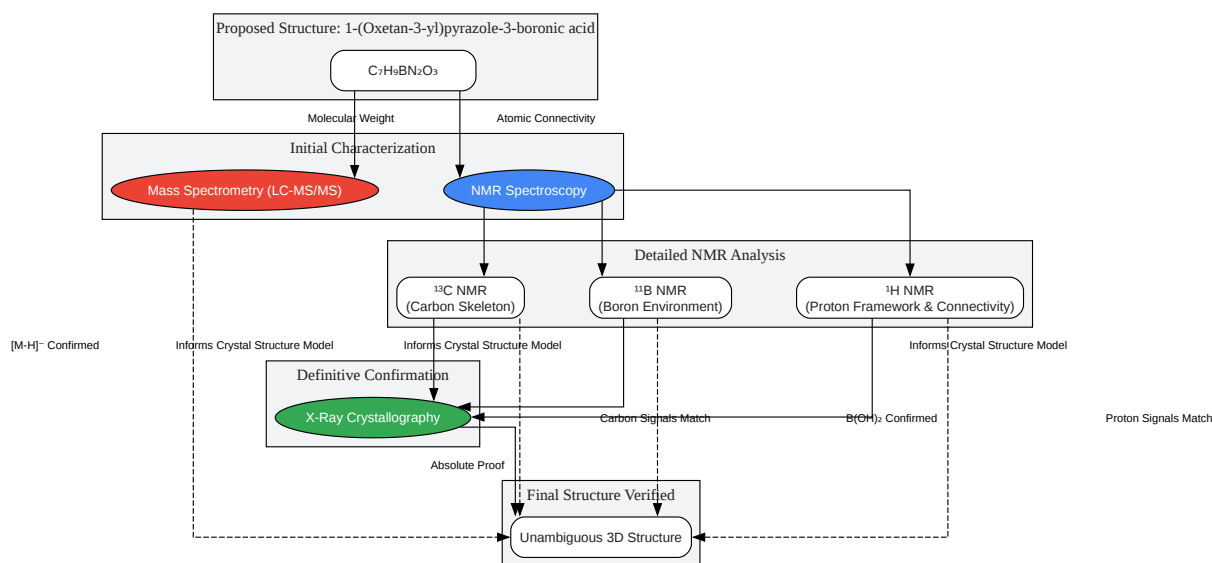 Proposed Structure: 1-(Oxetan-3-yl)pyrazole-3-boronic acid
C₇H₉BN₂O₃
Molecular Weight
Atomic Connectivity
Initial Characterization
Mass Spectrometry (LC-MS/MS)
NMR Spectroscopy
Detailed NMR Analysis
¹³C NMR
(Carbon Skeleton)
¹¹B NMR
(Boron Environment)
¹H NMR
(Proton Framework & Connectivity)
[M-H]⁻ Confirmed
Informs Crystal Structure Model
Informs Crystal Structure Model
Informs Crystal Structure Model
Definitive Confirmation
X-Ray Crystallography
Carbon Signals Match
B(OH)₂ Confirmed
Proton Signals Match
Absolute Proof
Final Structure Verified
Unambiguous 3D Structure